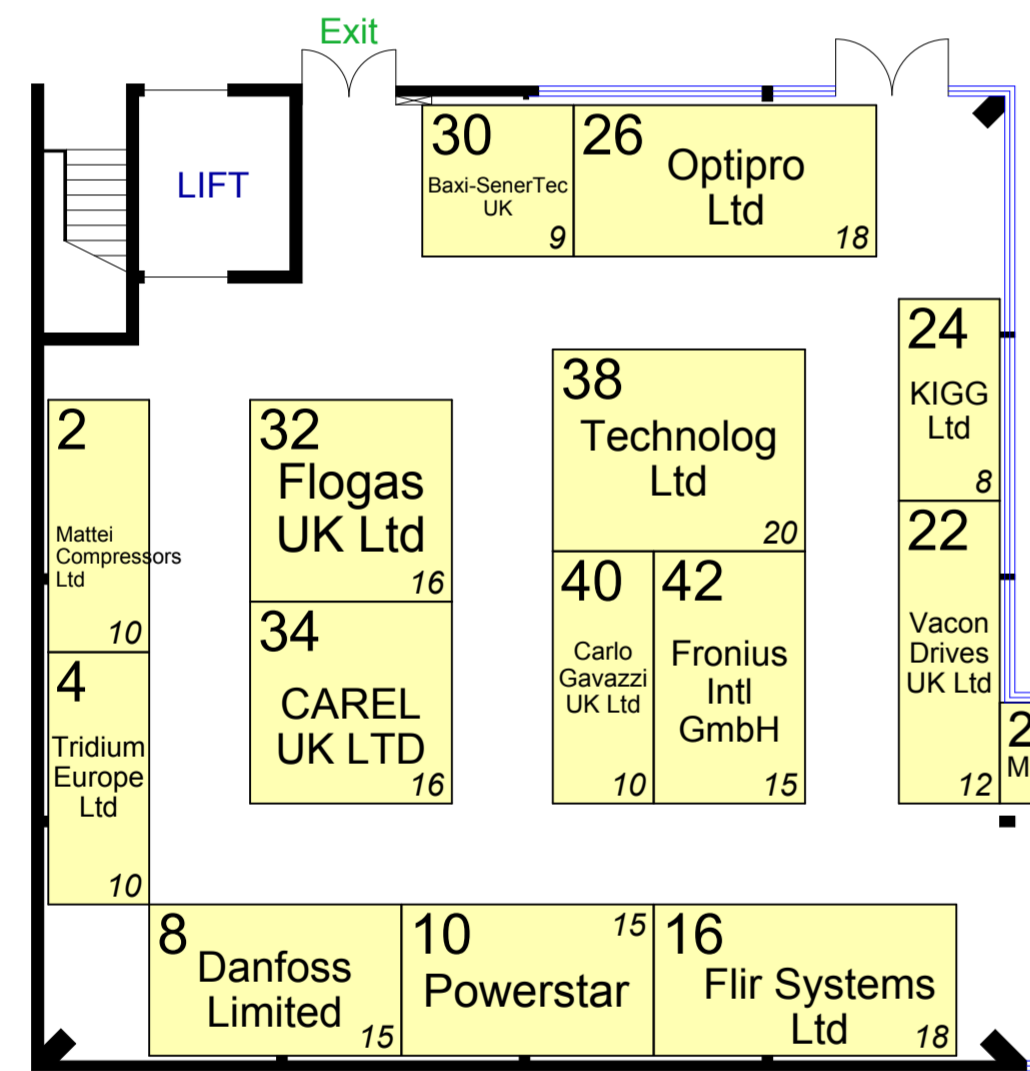 Exit
LIFT
30
Baxi-SenerTec
UK
9
26
Optipro
Ltd
18
24
KIGG
Ltd
8
38
Technolog
Ltd
20
2
Mattei
Compressors
Ltd
10
32
Flogas
UK Ltd
16
22
Vacon
Drives
UK Ltd
12
40
Carlo
Gavazzi
UK Ltd
10
42
Fronius
Intl
GmbH
15
34
CAREL
UK LTD
16
4
Tridium
Europe
Ltd
10
2
M
8
Danfoss
Limited
15
10
15
Powerstar
16
Flir Systems
Ltd
18